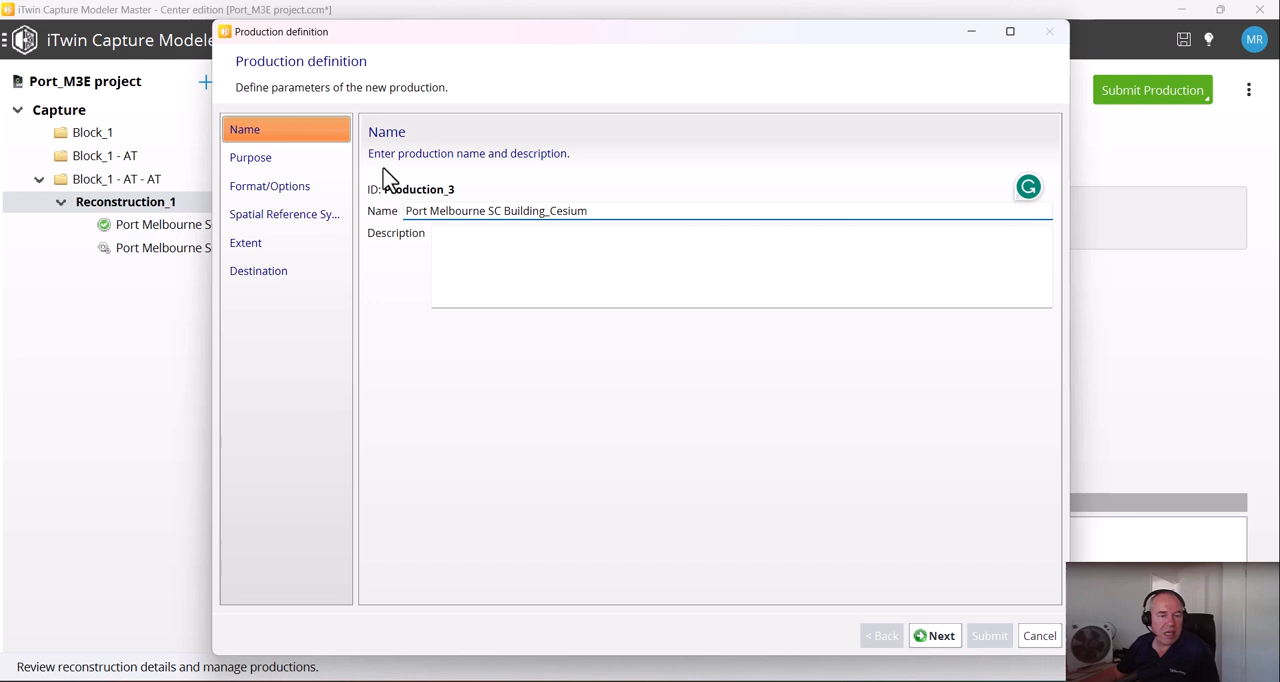 iTwin Capture Modeler Master - Center edition [Port_M3E project.ccm*]
iTwin Capture Modele
MR
Port_M3E project
Capture
Block_1
Block_1 - AT
Block_1 - AT - AT
Reconstruction_1
Port Melbourne S
Port Melbourne S
Submit Production
Production definition
Production definition
Define parameters of the new production.
Name
Purpose
Format/Options
Spatial Reference Sy...
Extent
Destination
Name
Enter production name and description.
ID: Production_3
Name Port Melbourne SC Building_Cesium
Description
< Back Next Submit Cancel
Review reconstruction details and manage productions.